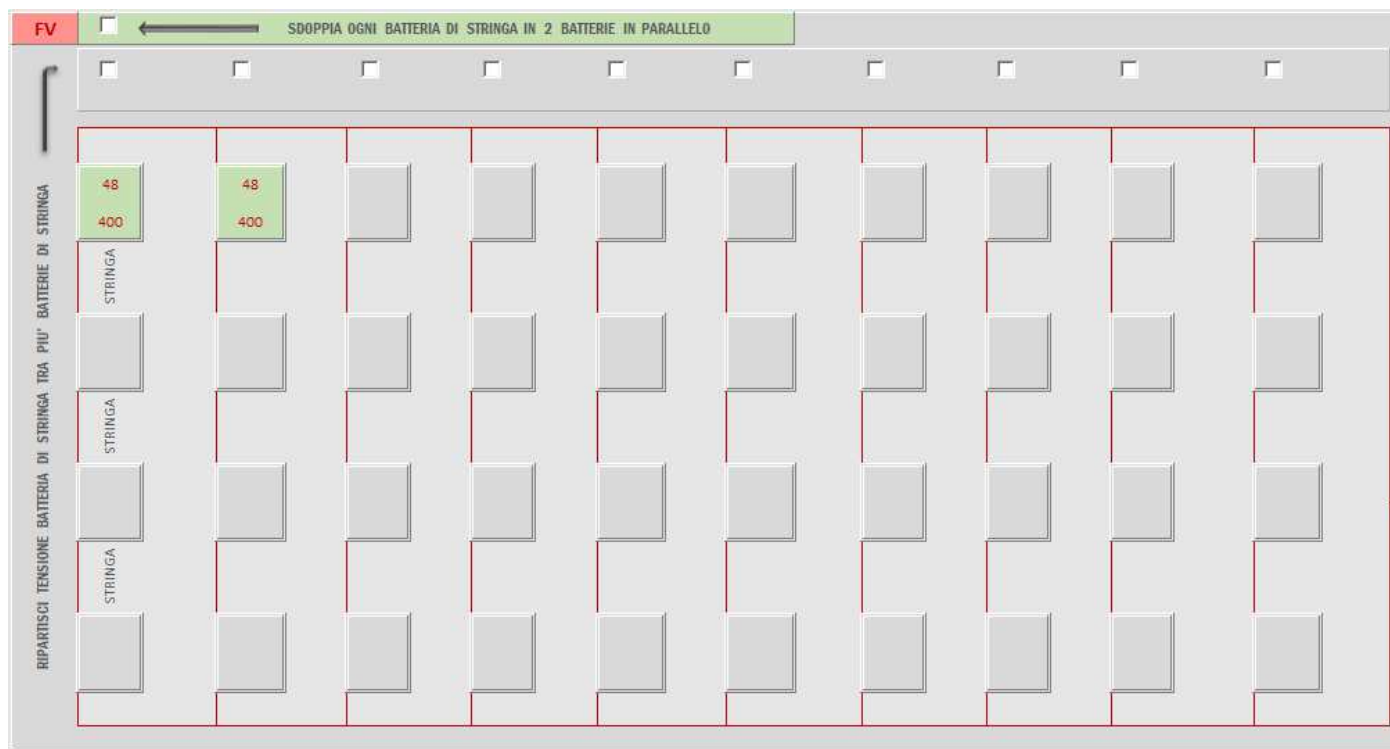 FV
SDOPPIA OGNI BATTERIA DI STRINGA IN 2 BATTERIE IN PARALLELO
RIPARTISCI TENSIONE BATTERIA DI STRINGA TRA PIU' BATTERIE DI STRINGA
48
400
48
400
STRINGA
STRINGA
STRINGA